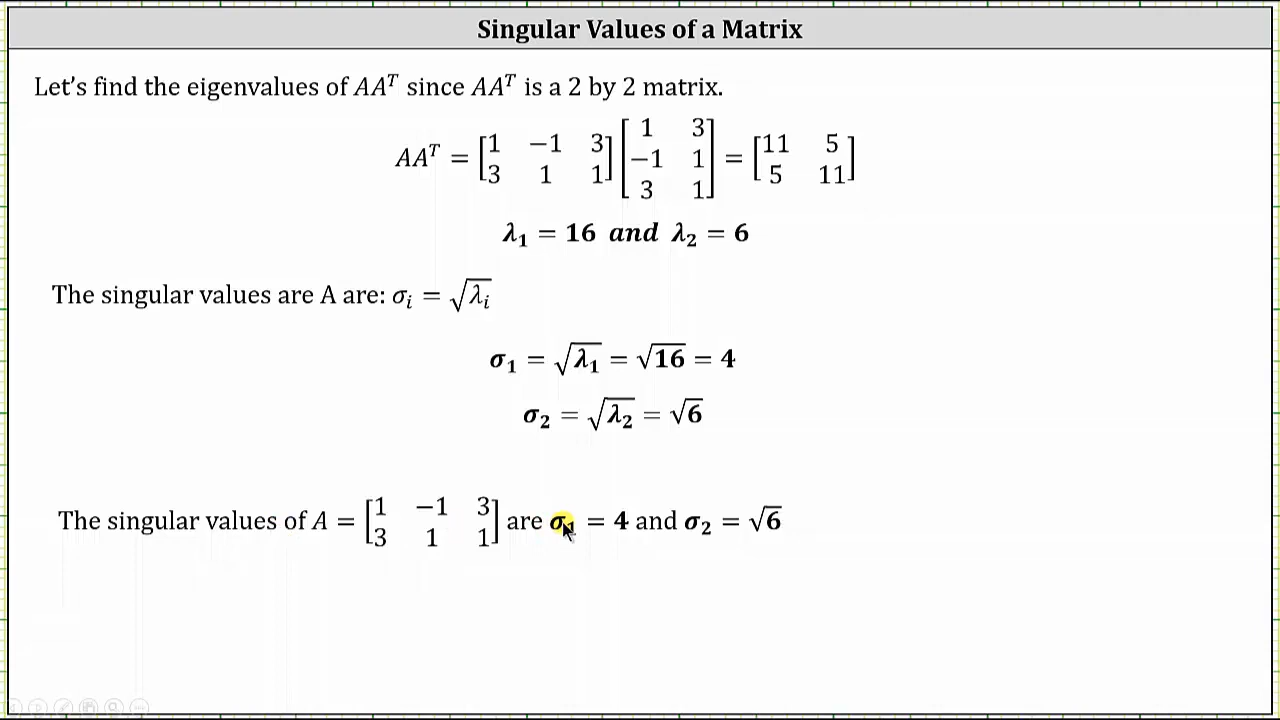 Singular Values of a Matrix
Let's find the eigenvalues of AAᵀ since AAᵀ is a 2 by 2 matrix.
AAᵀ = [1 −1 3; 3 1 1] [1 3; −1 1; 3 1] = [11 5; 5 11]
λ₁ = 16 and λ₂ = 6
The singular values are A are: σᵢ = √λᵢ
σ₁ = √λ₁ = √16 = 4
σ₂ = √λ₂ = √6
The singular values of A = [1 −1 3; 3 1 1] are σ₁ = 4 and σ₂ = √6